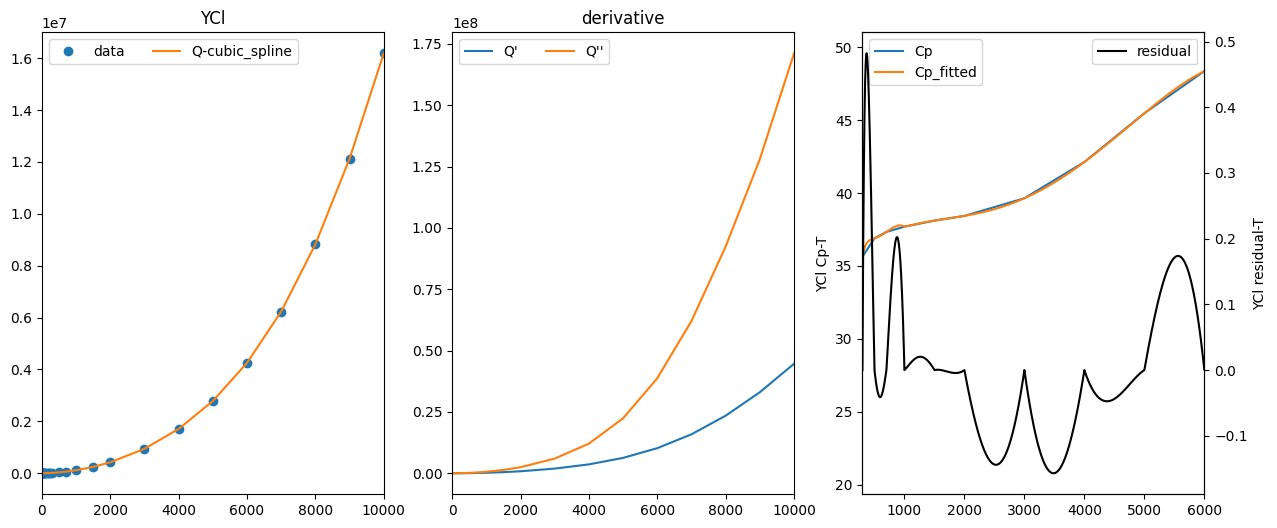 YCl
1e7
data
Q-cubic_spline
1.6
1.4
1.2
1.0
0.8
0.6
0.4
0.2
0.0
0 2000 4000 6000 8000 10000
derivative
1e8
Q'
Q''
1.75
1.50
1.25
1.00
0.75
0.50
0.25
0.00
0 2000 4000 6000 8000 10000
Cp
Cp_fitted
residual
YCl Cp-T
50
45
40
35
30
25
20
1000 2000 3000 4000 5000 6000
0.5
0.4
0.3
0.2
0.1
0.0
−0.1
YCl residual-T